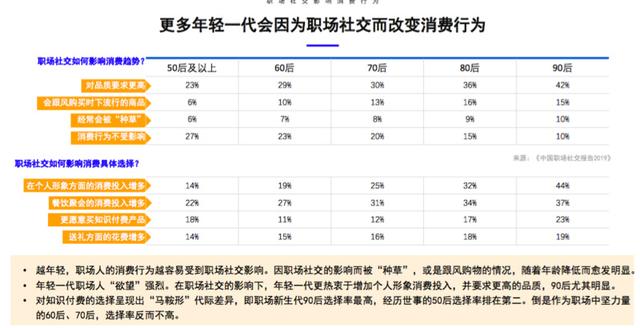 职场社交影响消费行为
更多年轻一代会因为职场社交而改变消费行为
职场社交如何影响消费趋势? 50后及以上 60后 70后 80后 90后
对品质要求更高 23% 29% 30% 36% 42%
会跟风购买时下流行的商品 6% 10% 13% 16% 15%
经常会被“种草” 6% 7% 8% 9% 10%
消费行为不受影响 27% 23% 20% 15% 10%
来源：《中国职场社交报告2019》
职场社交如何影响消费具体选择?
在个人形象方面的消费投入增多 14% 19% 25% 32% 44%
餐饮聚会的消费投入增多 22% 27% 31% 34% 37%
更愿意买知识付费产品 18% 11% 12% 17% 23%
送礼方面的花费增多 14% 15% 16% 18% 19%
• 越年轻，职场人的消费行为越容易受到职场社交影响。因职场社交的影响而被“种草”，或是跟风购物的情况，随着年龄降低而愈发明显。
• 年轻一代职场人“欲望”强烈。在职场社交的影响下，年轻一代更热衷于增加个人形象消费投入，并要求更高的品质，90后尤其明显。
• 对知识付费的选择呈现出“马鞍形”代际差异，即职场新生代90后选择率最高，经历世事的50后选择率排在第二。倒是作为职场中坚力量
的60后、70后，选择率反而不高。